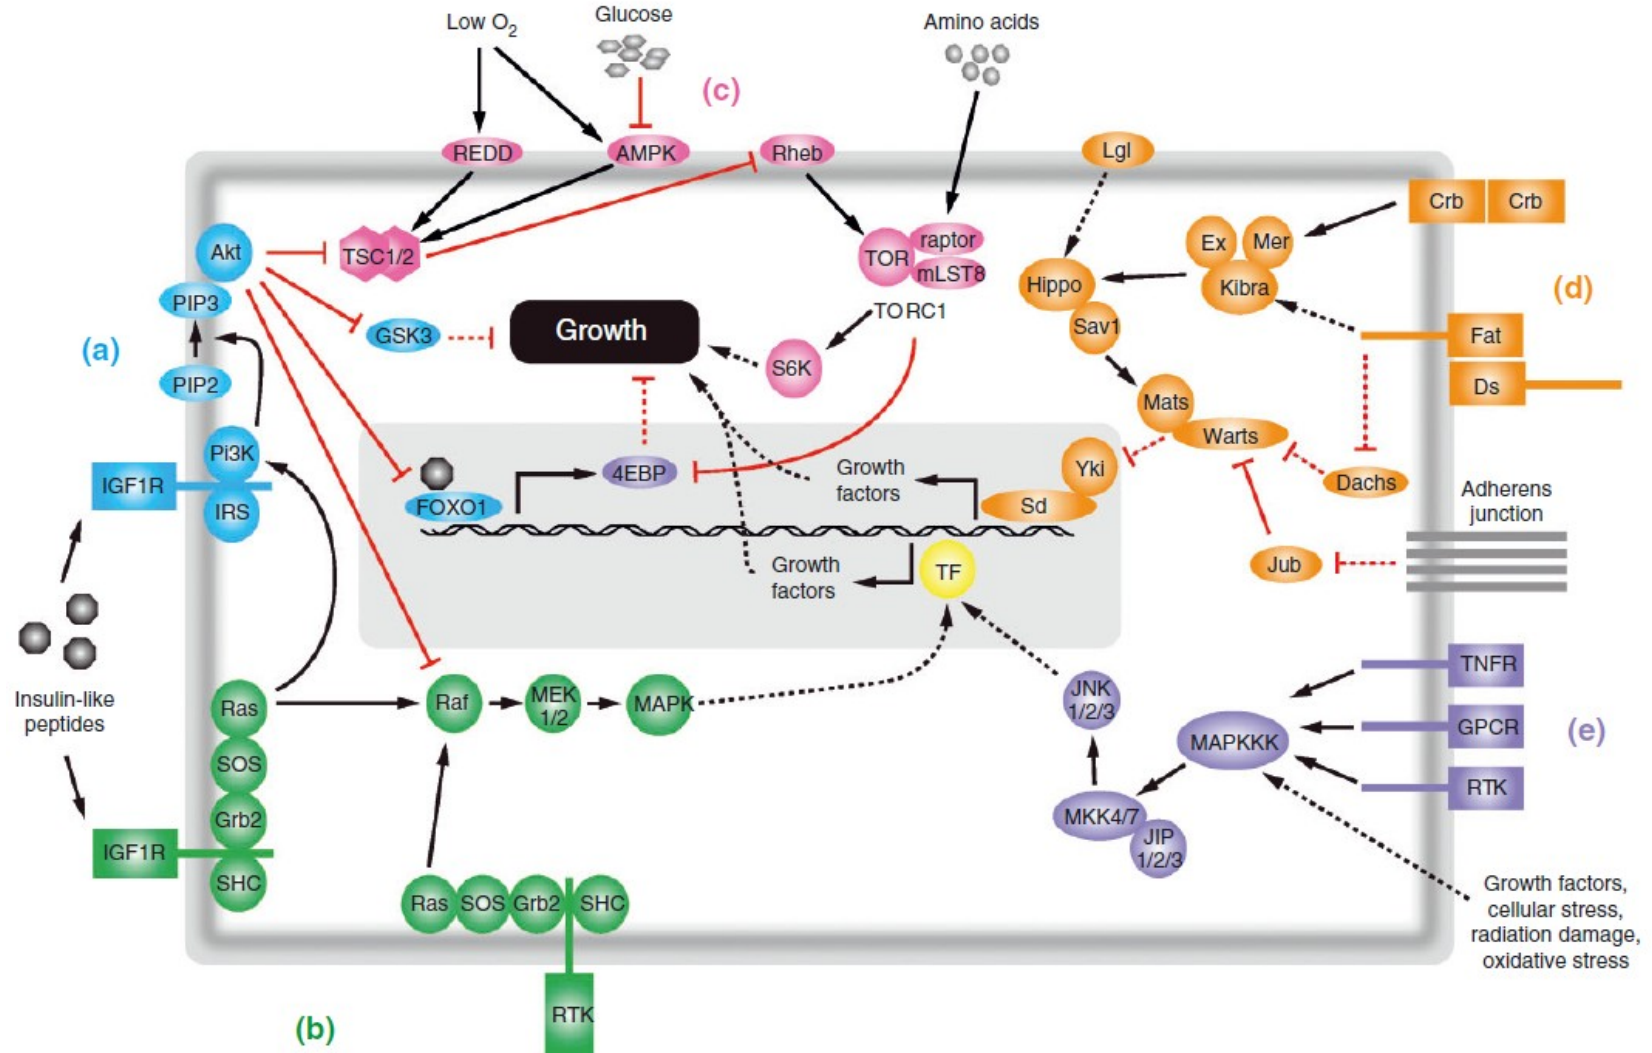 Low O2
Glucose
Amino acids
(c)
REDD
AMPK
Rheb
Lgl
Crb
Crb
Akt
TSC1/2
TOR
raptor
mLST8
TORC1
Ex
Mer
Kibra
Hippo
Sav1
(d)
PIP3
PIP2
(a)
GSK3
Growth
S6K
Fat
Ds
Mats
Warts
Dachs
Pi3K
IGF1R
IRS
FOXO1
4EBP
Growth
factors
Yki
Sd
Adherens
junction
Jub
Growth
factors
TF
Insulin-like
peptides
Ras
SOS
Grb2
SHC
IGF1R
Raf
MEK
1/2
MAPK
JNK
1/2/3
MAPKKK
MKK4/7
JIP
1/2/3
TNFR
GPCR
RTK
(e)
Growth factors,
cellular stress,
radiation damage,
oxidative stress
Ras
SOS
Grb2
SHC
RTK
(b)